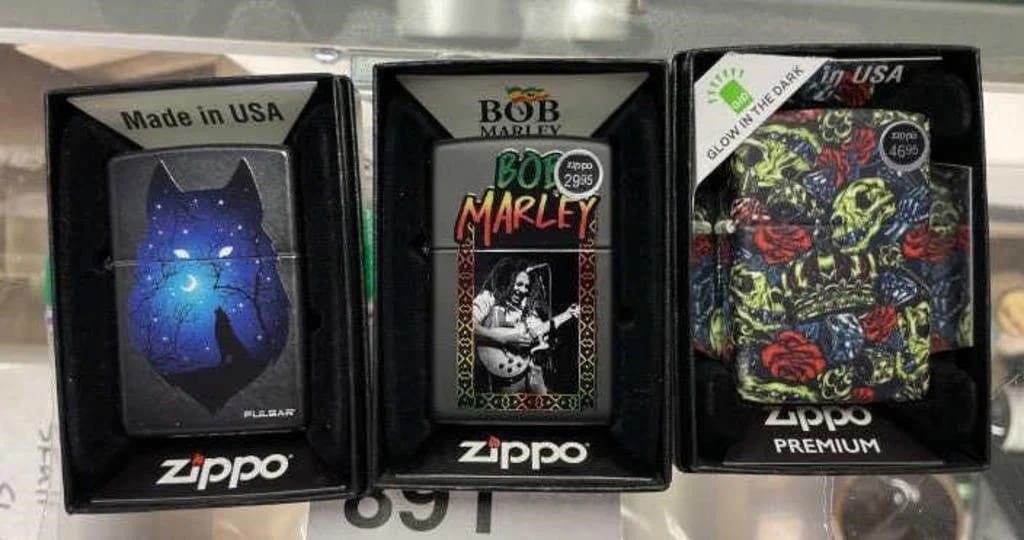 Made in USA
PULSAR
zippo
BOB
MARLEY
BOB
MARLEY
zippo
29.95
zippo
GLOW IN THE DARK
in USA
zippo
46.95
zippo
PREMIUM
891